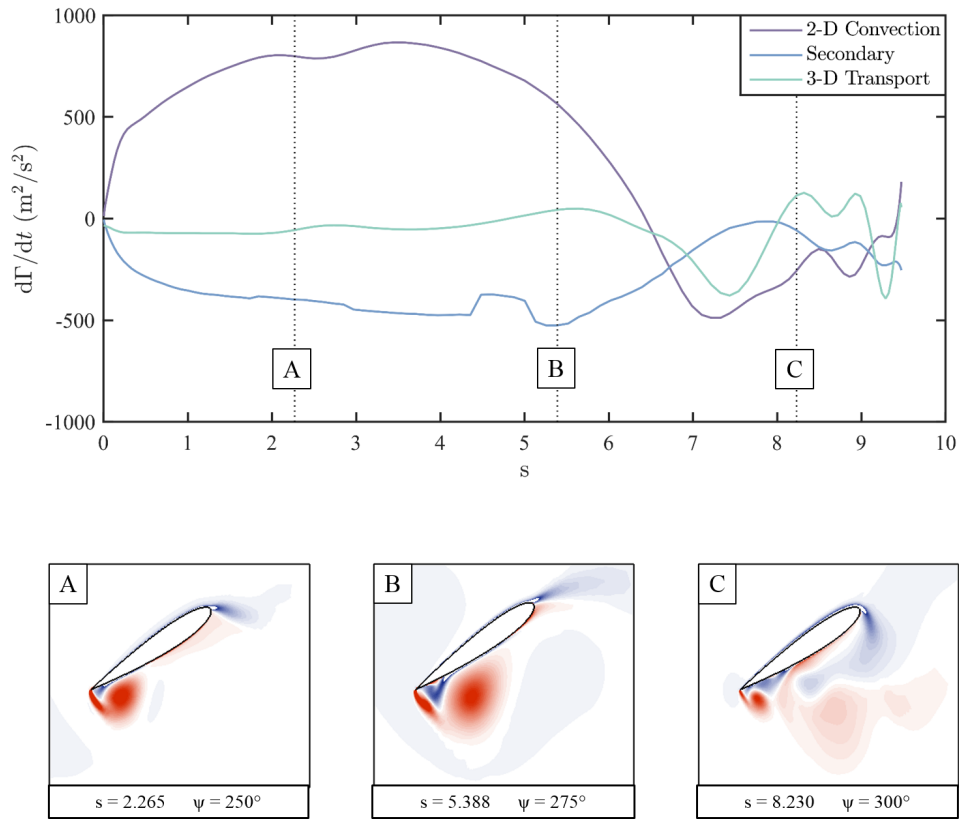 1000
2-D Convection
Secondary
3-D Transport
500
0
-500
-1000
dΓ/dt (m²/s²)
A
B
C
0 1 2 3 4 5 6 7 8 9 10
s
A
B
C
s = 2.265 ψ = 250°
s = 5.388 ψ = 275°
s = 8.230 ψ = 300°